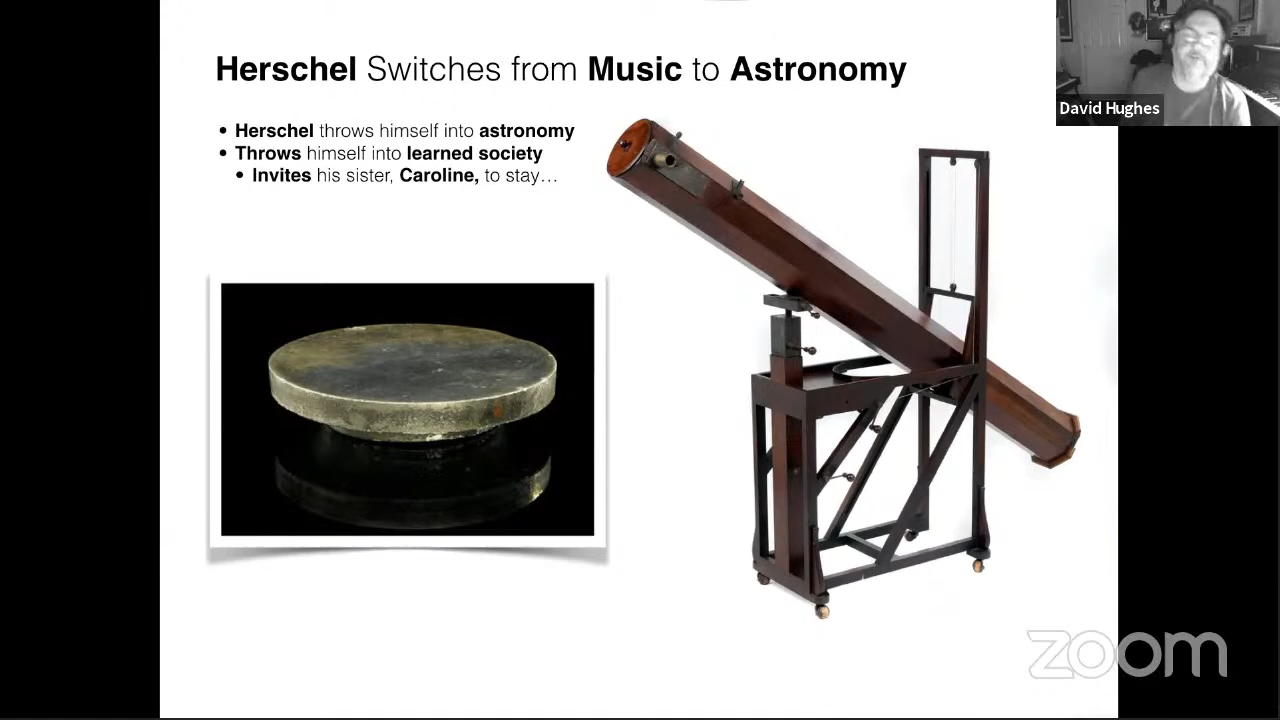 Herschel Switches from Music to Astronomy
• Herschel throws himself into astronomy
• Throws himself into learned society
• Invites his sister, Caroline, to stay…
David Hughes
zoom